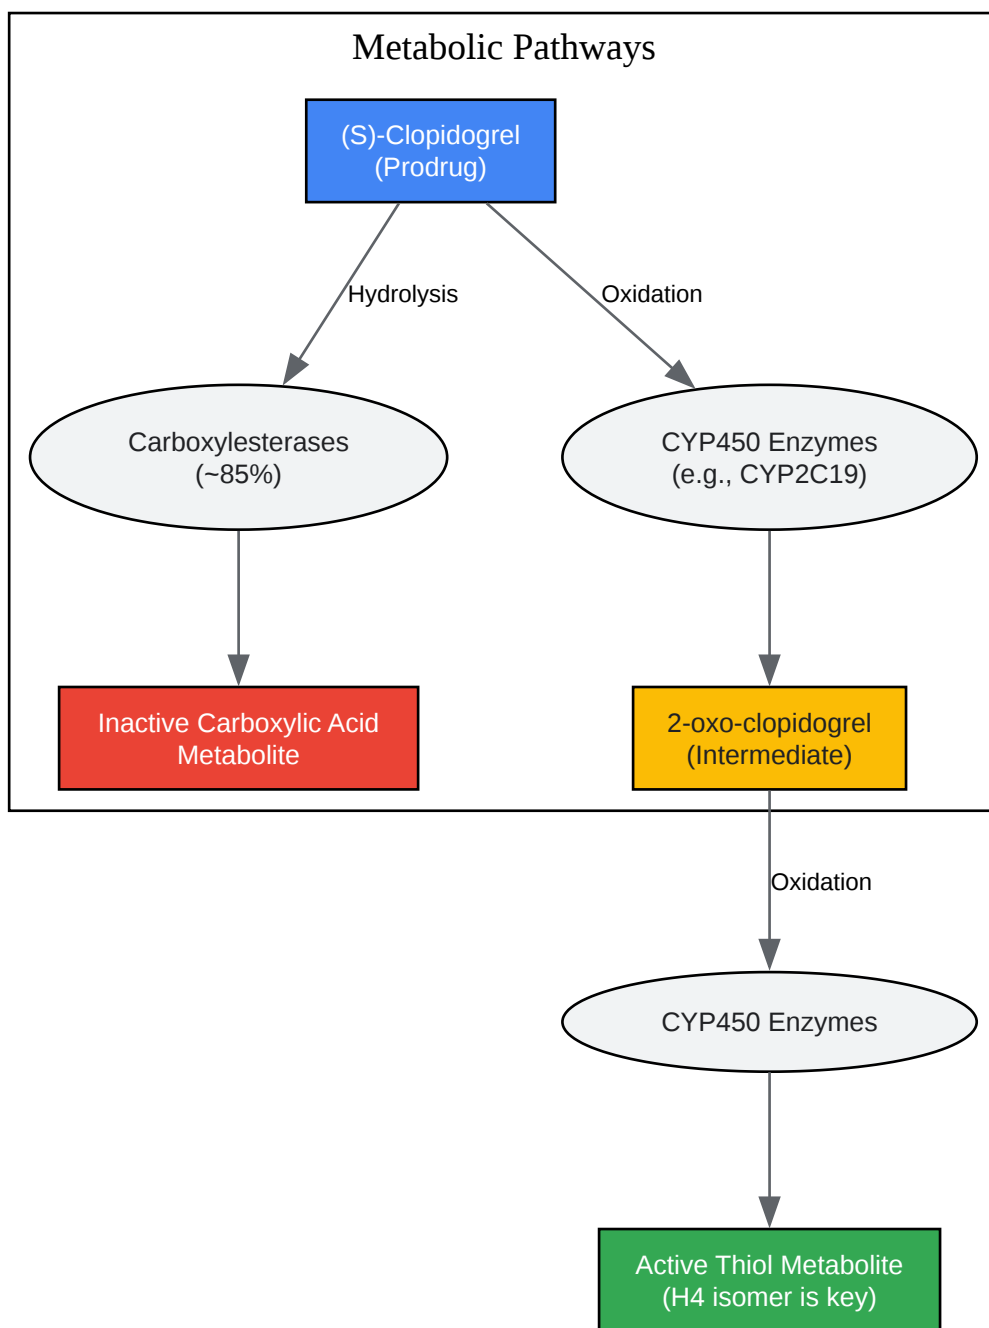 Metabolic Pathways
(S)-Clopidogrel
(Prodrug)
Hydrolysis
Oxidation
Carboxylesterases
(~85%)
CYP450 Enzymes
(e.g., CYP2C19)
Inactive Carboxylic Acid
Metabolite
2-oxo-clopidogrel
(Intermediate)
Oxidation
CYP450 Enzymes
Active Thiol Metabolite
(H4 isomer is key)